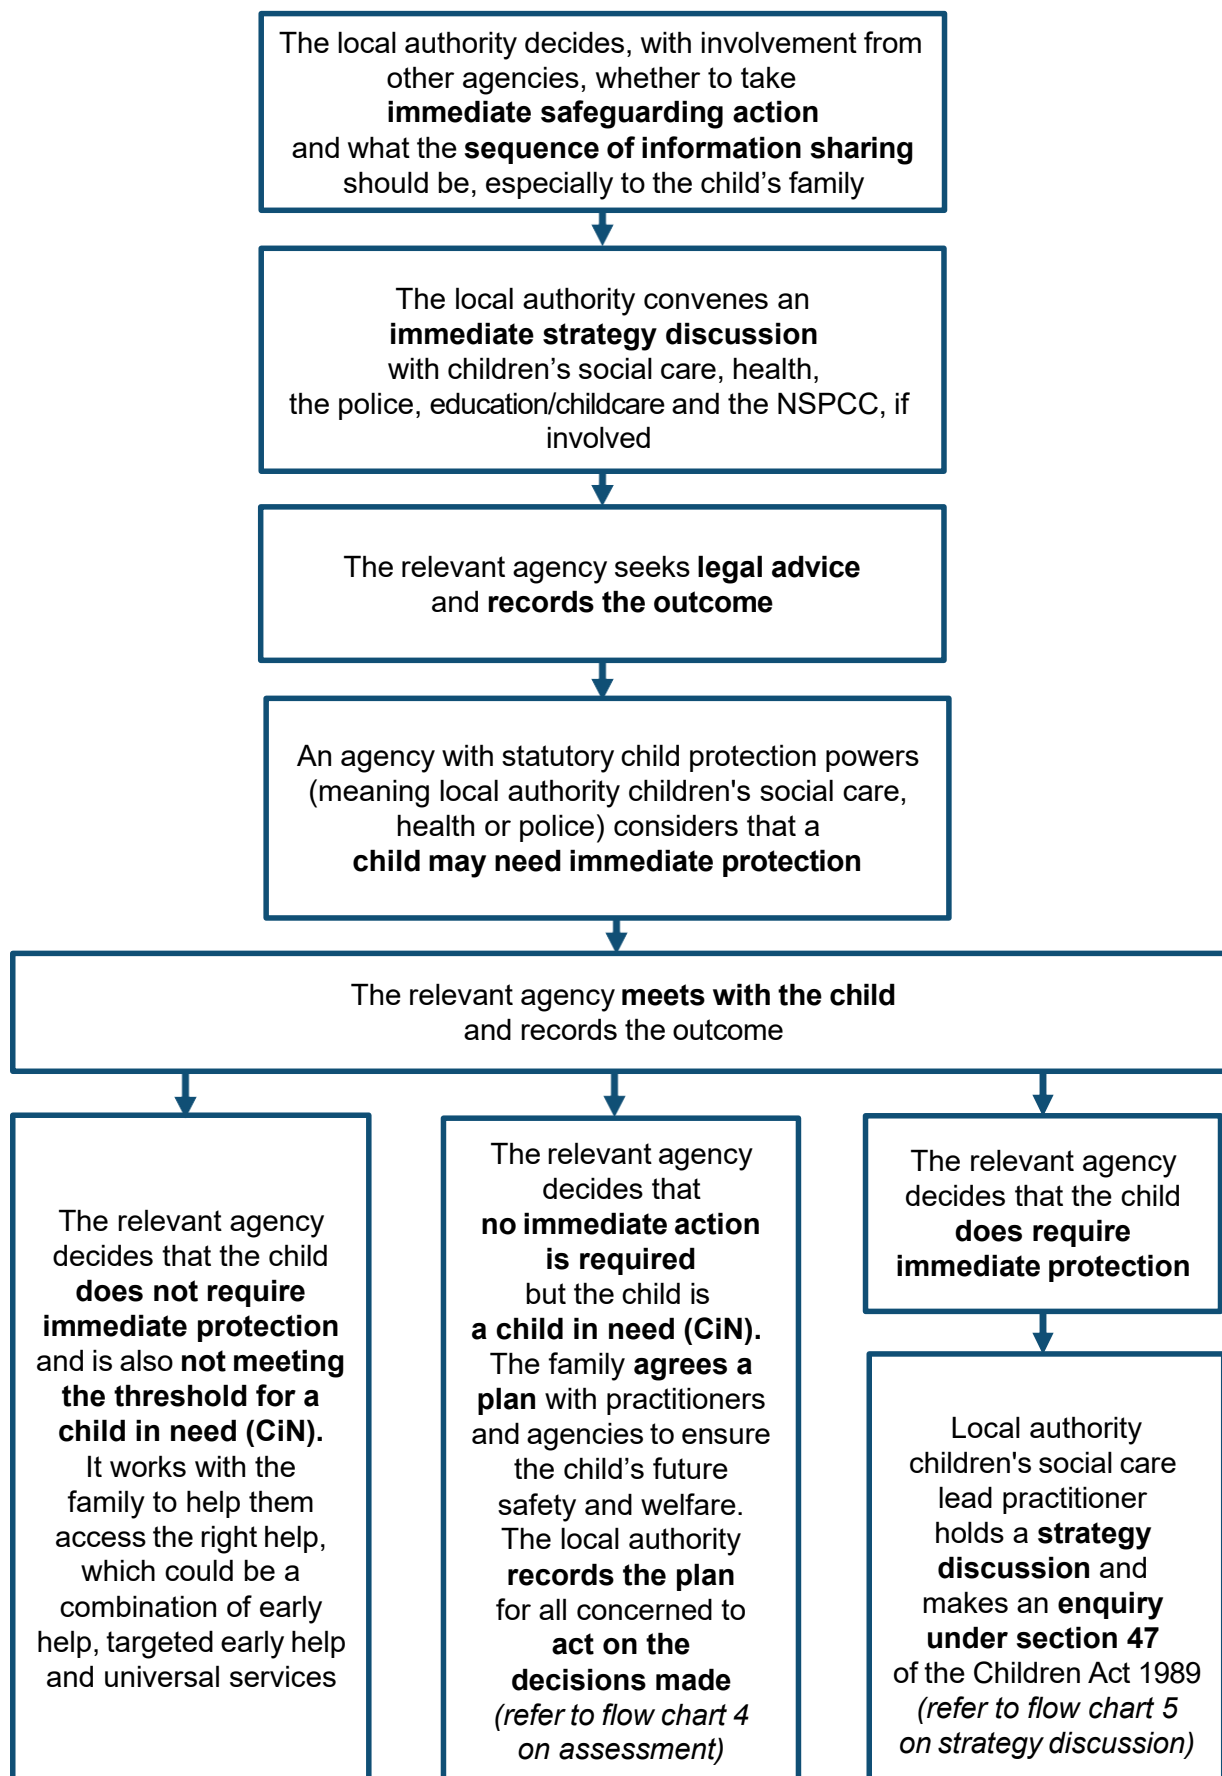 The local authority decides, with involvement from
other agencies, whether to take
immediate safeguarding action
and what the sequence of information sharing
should be, especially to the child’s family
The local authority convenes an
immediate strategy discussion
with children’s social care, health,
the police, education/childcare and the NSPCC, if
involved
The relevant agency seeks legal advice
and records the outcome
An agency with statutory child protection powers
(meaning local authority children's social care,
health or police) considers that a
child may need immediate protection
The relevant agency meets with the child
and records the outcome
The relevant agency
decides that the child
does not require
immediate protection
and is also not meeting
the threshold for a
child in need (CiN).
It works with the
family to help them
access the right help,
which could be a
combination of early
help, targeted early help
and universal services
The relevant agency
decides that
no immediate action
is required
but the child is
a child in need (CiN).
The family agrees a
plan with practitioners
and agencies to ensure
the child’s future
safety and welfare.
The local authority
records the plan
for all concerned to
act on the
decisions made
(refer to flow chart 4
on assessment)
The relevant agency
decides that the child
does require
immediate protection
Local authority
children's social care
lead practitioner
holds a strategy
discussion and
makes an enquiry
under section 47
of the Children Act 1989
(refer to flow chart 5
on strategy discussion)